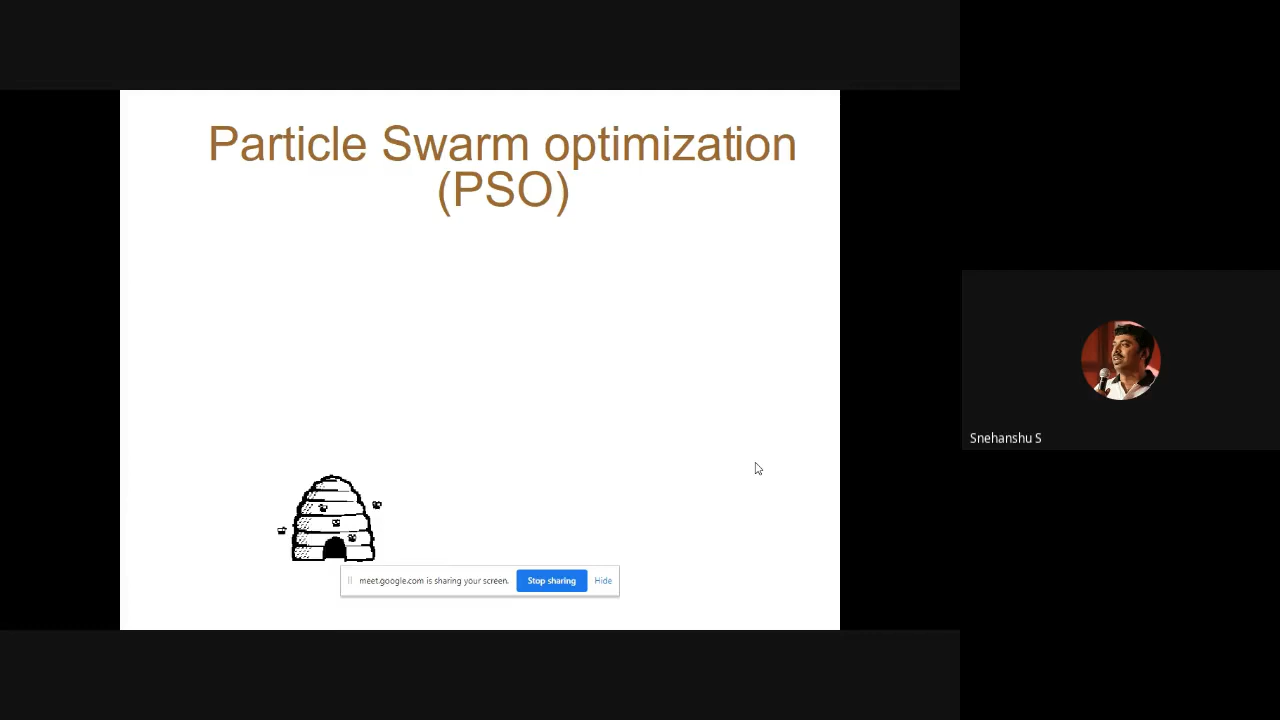 Particle Swarm optimization
(PSO)
Snehanshu S
meet.google.com is sharing your screen.
Stop sharing
Hide